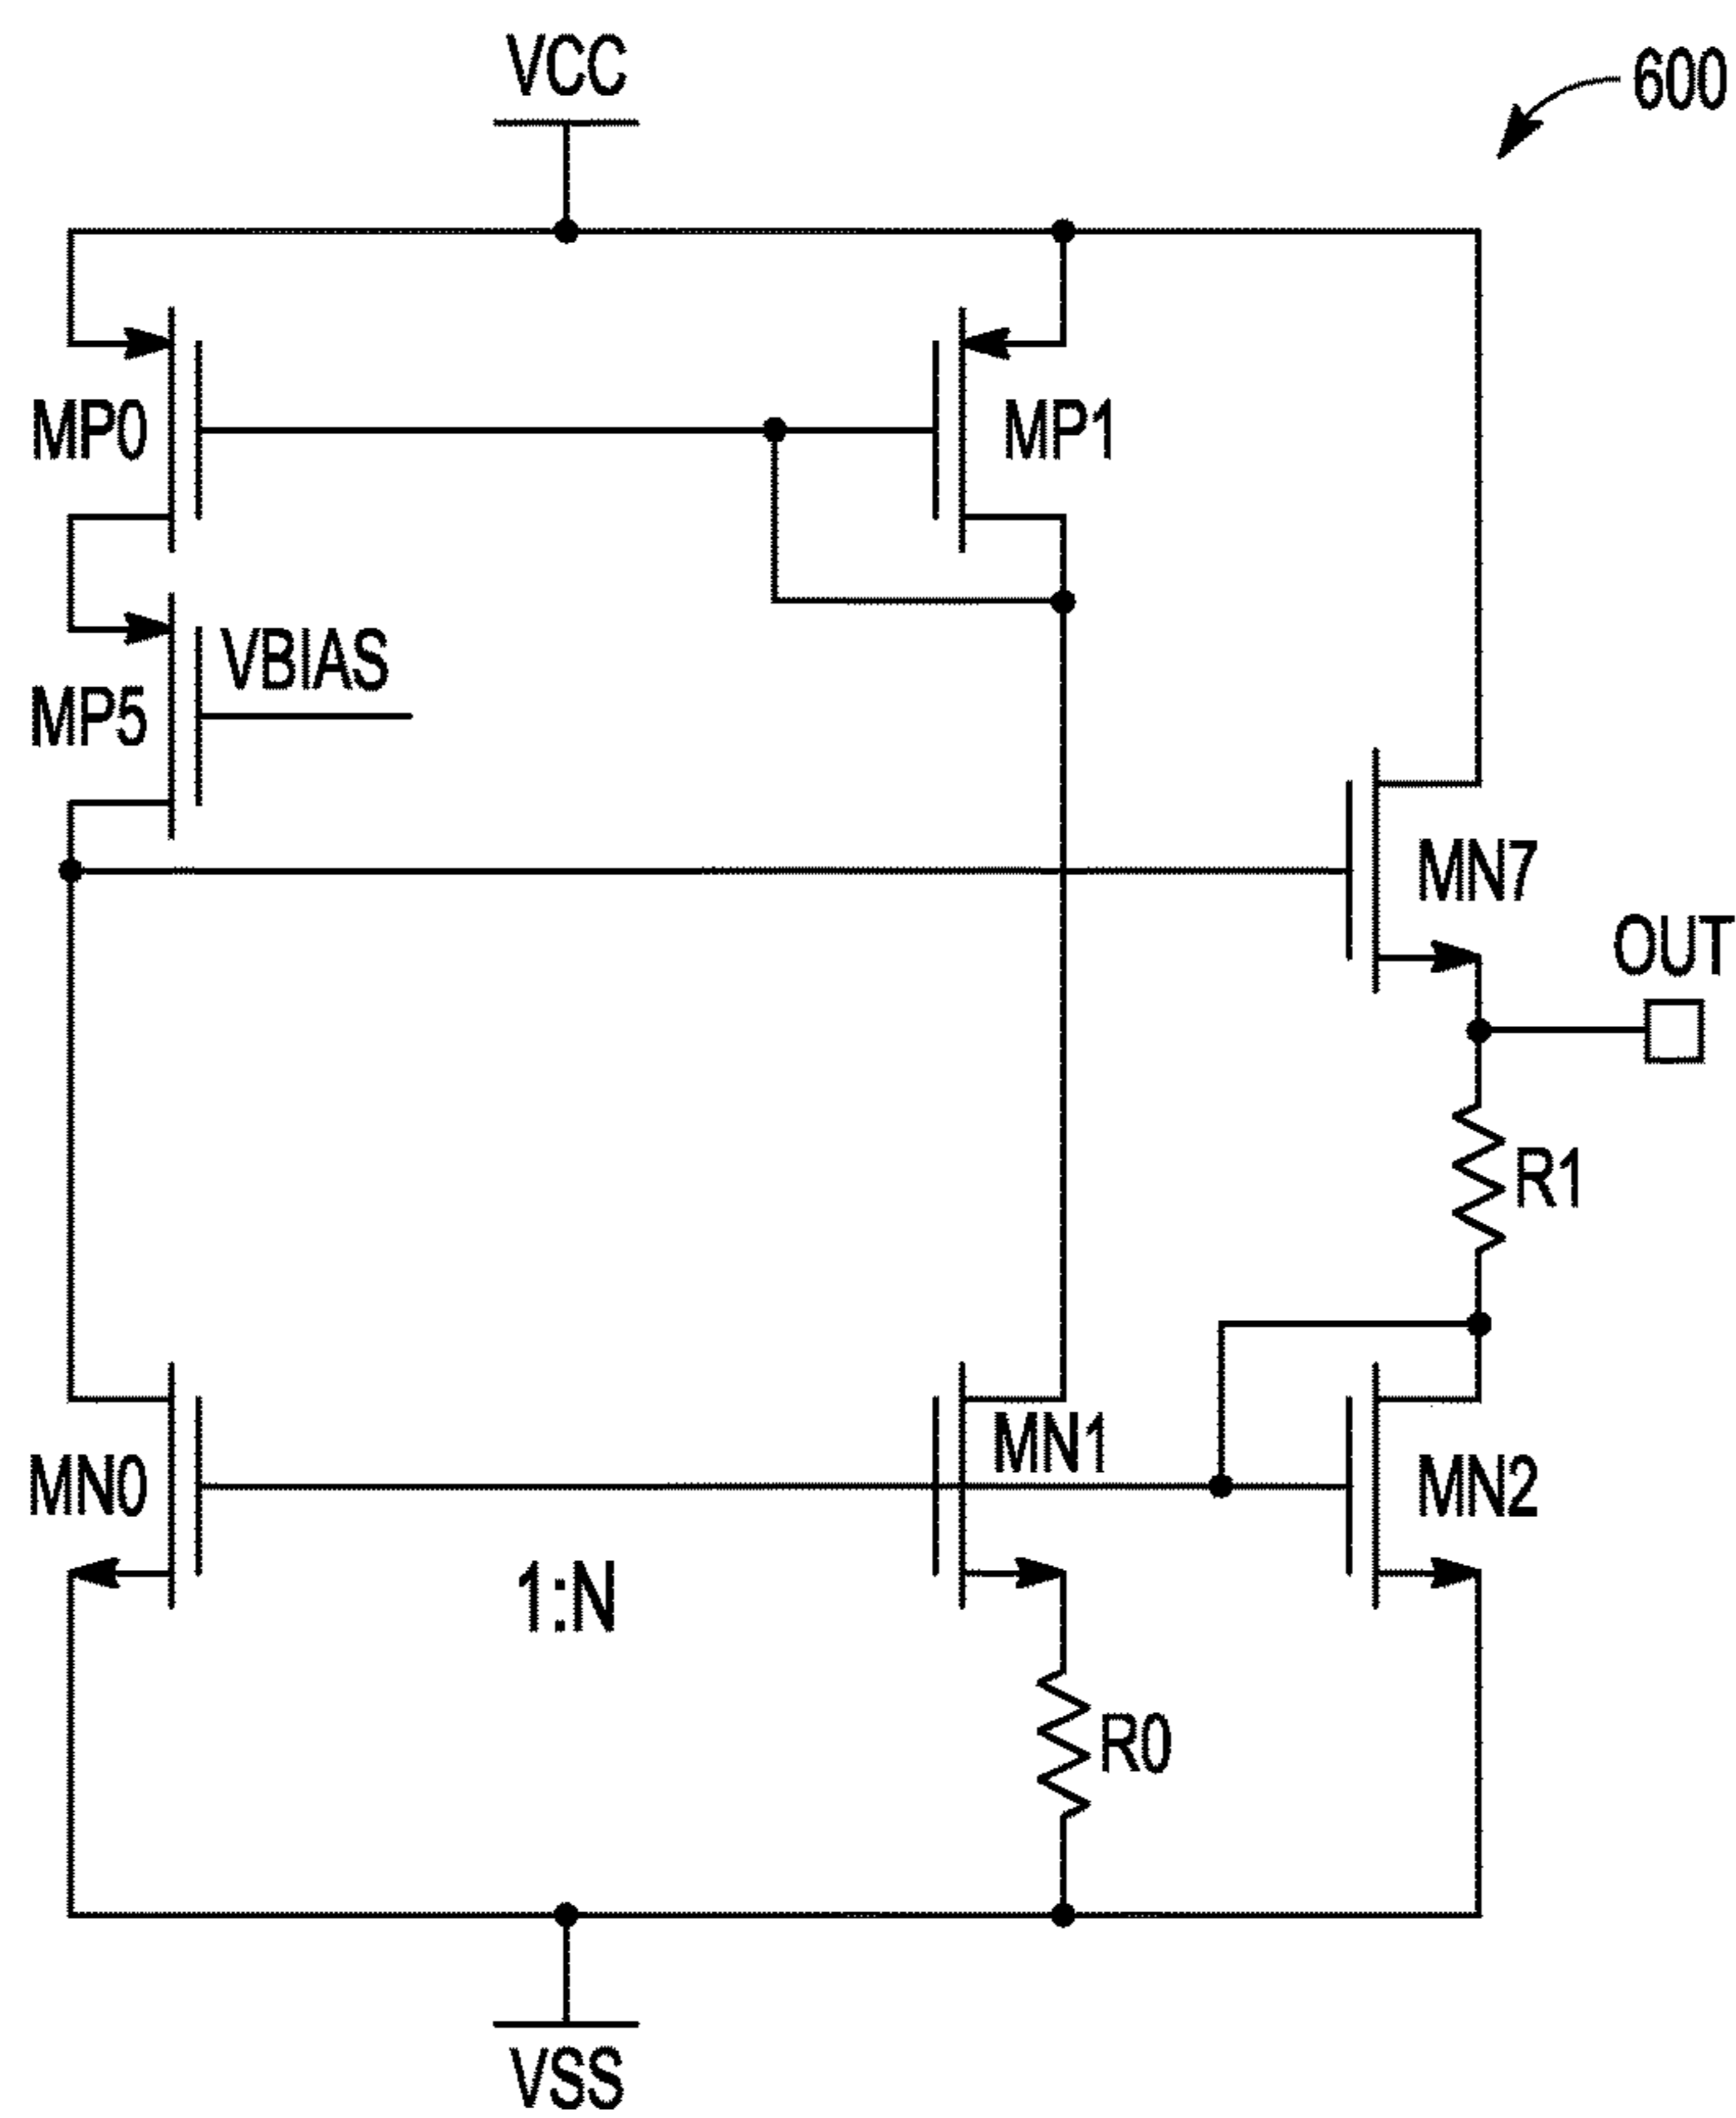 VCC
600
MP0
MP1
VBIAS
MP5
MN7
OUT
R1
MN1
MN0
MN2
1:N
R0
VSS